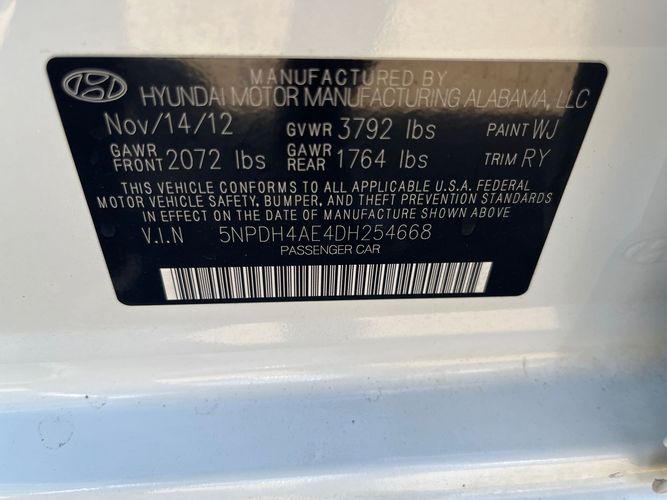 MANUFACTURED BY
HYUNDAI MOTOR MANUFACTURING ALABAMA, LLC
Nov/14/12 GVWR 3792 lbs PAINT WJ
GAWR FRONT 2072 lbs GAWR REAR 1764 lbs TRIM RY
THIS VEHICLE CONFORMS TO ALL APPLICABLE U.S.A. FEDERAL
MOTOR VEHICLE SAFETY, BUMPER, AND THEFT PREVENTION STANDARDS
IN EFFECT ON THE DATE OF MANUFACTURE SHOWN ABOVE
V.I.N 5NPDH4AE4DH254668
PASSENGER CAR